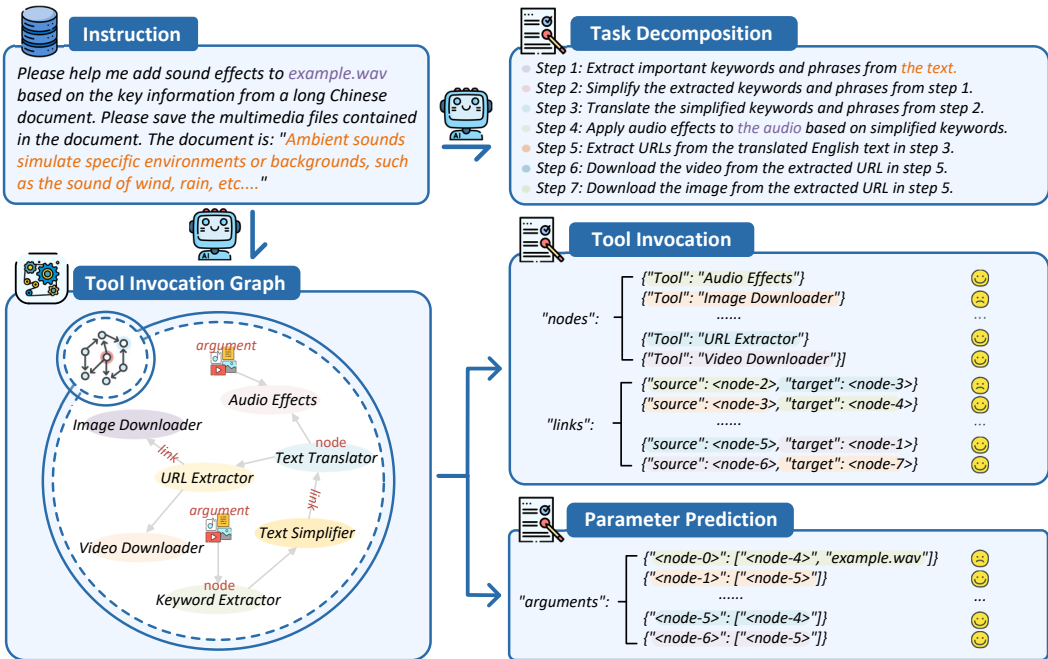 Instruction
Please help me add sound effects to example.wav
based on the key information from a long Chinese
document. Please save the multimedia files contained
in the document. The document is: "Ambient sounds
simulate specific environments or backgrounds, such
as the sound of wind, rain, etc...."
AI
Task Decomposition
Step 1: Extract important keywords and phrases from the text.
Step 2: Simplify the extracted keywords and phrases from step 1.
Step 3: Translate the simplified keywords and phrases from step 2.
Step 4: Apply audio effects to the audio based on simplified keywords.
Step 5: Extract URLs from the translated English text in step 3.
Step 6: Download the video from the extracted URL in step 5.
Step 7: Download the image from the extracted URL in step 5.
AI
Tool Invocation Graph
argument
Audio Effects
Image Downloader
link
node
Text Translator
URL Extractor
link
argument
Text Simplifier
Video Downloader
node
Keyword Extractor
Tool Invocation
"nodes":
{"Tool": "Audio Effects"}
{"Tool": "Image Downloader"}
......
...
{"Tool": "URL Extractor"}
{"Tool": "Video Downloader"}]
"links":
{"source": <node-2>, "target": <node-3>}
{"source": <node-3>, "target": <node-4>}
......
...
{"source": <node-5>, "target": <node-1>}
{"source": <node-6>, "target": <node-7>}
Parameter Prediction
"arguments":
{"<node-0>": ["<node-4>", "example.wav"]}
{"<node-1>": ["<node-5>"]}
......
...
{"<node-5>": ["<node-4>"]}
{"<node-6>": ["<node-5>"]}